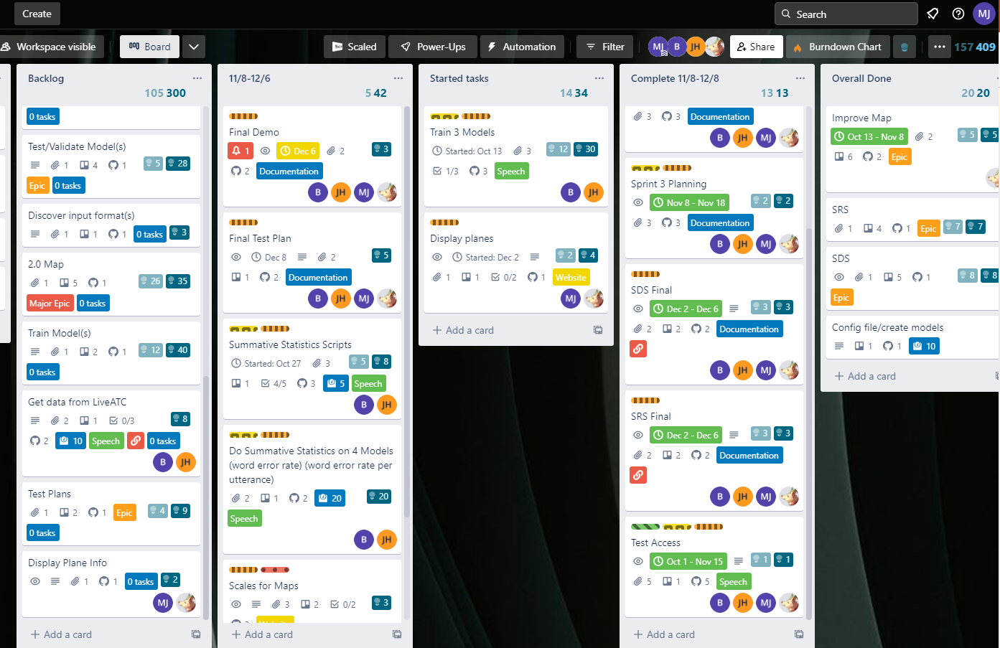 Create
Search
MJ
Workspace visible
Board
Scaled
Power-Ups
Automation
Filter
MJ
B
JH
Share
Burndown Chart
157 409
Backlog
105 300
0 tasks
Test/Validate Model(s)
1 4 1 5 28
Epic 0 tasks
Discover input format(s)
1 1 1 0 tasks 3
2.0 Map
1 5 1 26 35
Major Epic 0 tasks
Train Model(s)
1 2 1 12 40
0 tasks
Get data from LiveATC
2 1 0/3 8
2 10 Speech 0 tasks
B JH
Test Plans
1 2 1 Epic 4 9
0 tasks
Display Plane Info
1 1 0 tasks 2
MJ
Add a card
11/8-12/6
5 42
Final Demo
1 Dec 6 2 3
2 Documentation
B JH MJ
Final Test Plan
Dec 8 2 5
1 2 Documentation
B JH MJ
Summative Statistics Scripts
Started: Oct 27 3 5 8
1 4/5 3 5 Speech
B JH
Do Summative Statistics on 4 Models
(word error rate) (word error rate per
utterance)
2 1 2 20 20
Speech
B JH
Scales for Maps
3 2 0/2 3
Add a card
Started tasks
14 34
Train 3 Models
Started: Oct 13 3 12 30
1/3 3 Speech
B JH
Display planes
Started: Dec 2 2 4
1 1 0/2 1 Website
MJ
Add a card
Complete 11/8-12/8
13 13
3 3 Documentation
B JH MJ
Sprint 3 Planning
Nov 8 - Nov 18 2 2
3 3 Documentation
B JH MJ
SDS Final
Dec 2 - Dec 6 3 3
2 2 2 Documentation
B JH MJ
SRS Final
Dec 2 - Dec 6 3 3
2 2 2 Documentation
B JH MJ
Test Access
Oct 1 - Nov 15 1 1
5 1 5 Speech
B JH MJ
Add a card
Overall Done
20 20
Improve Map
Oct 13 - Nov 8 2 5 5
6 2 Epic
SRS
1 4 1 Epic 7 7
SDS
1 5 1 8 8
Epic
Config file/create models
1 1 10
Add a card